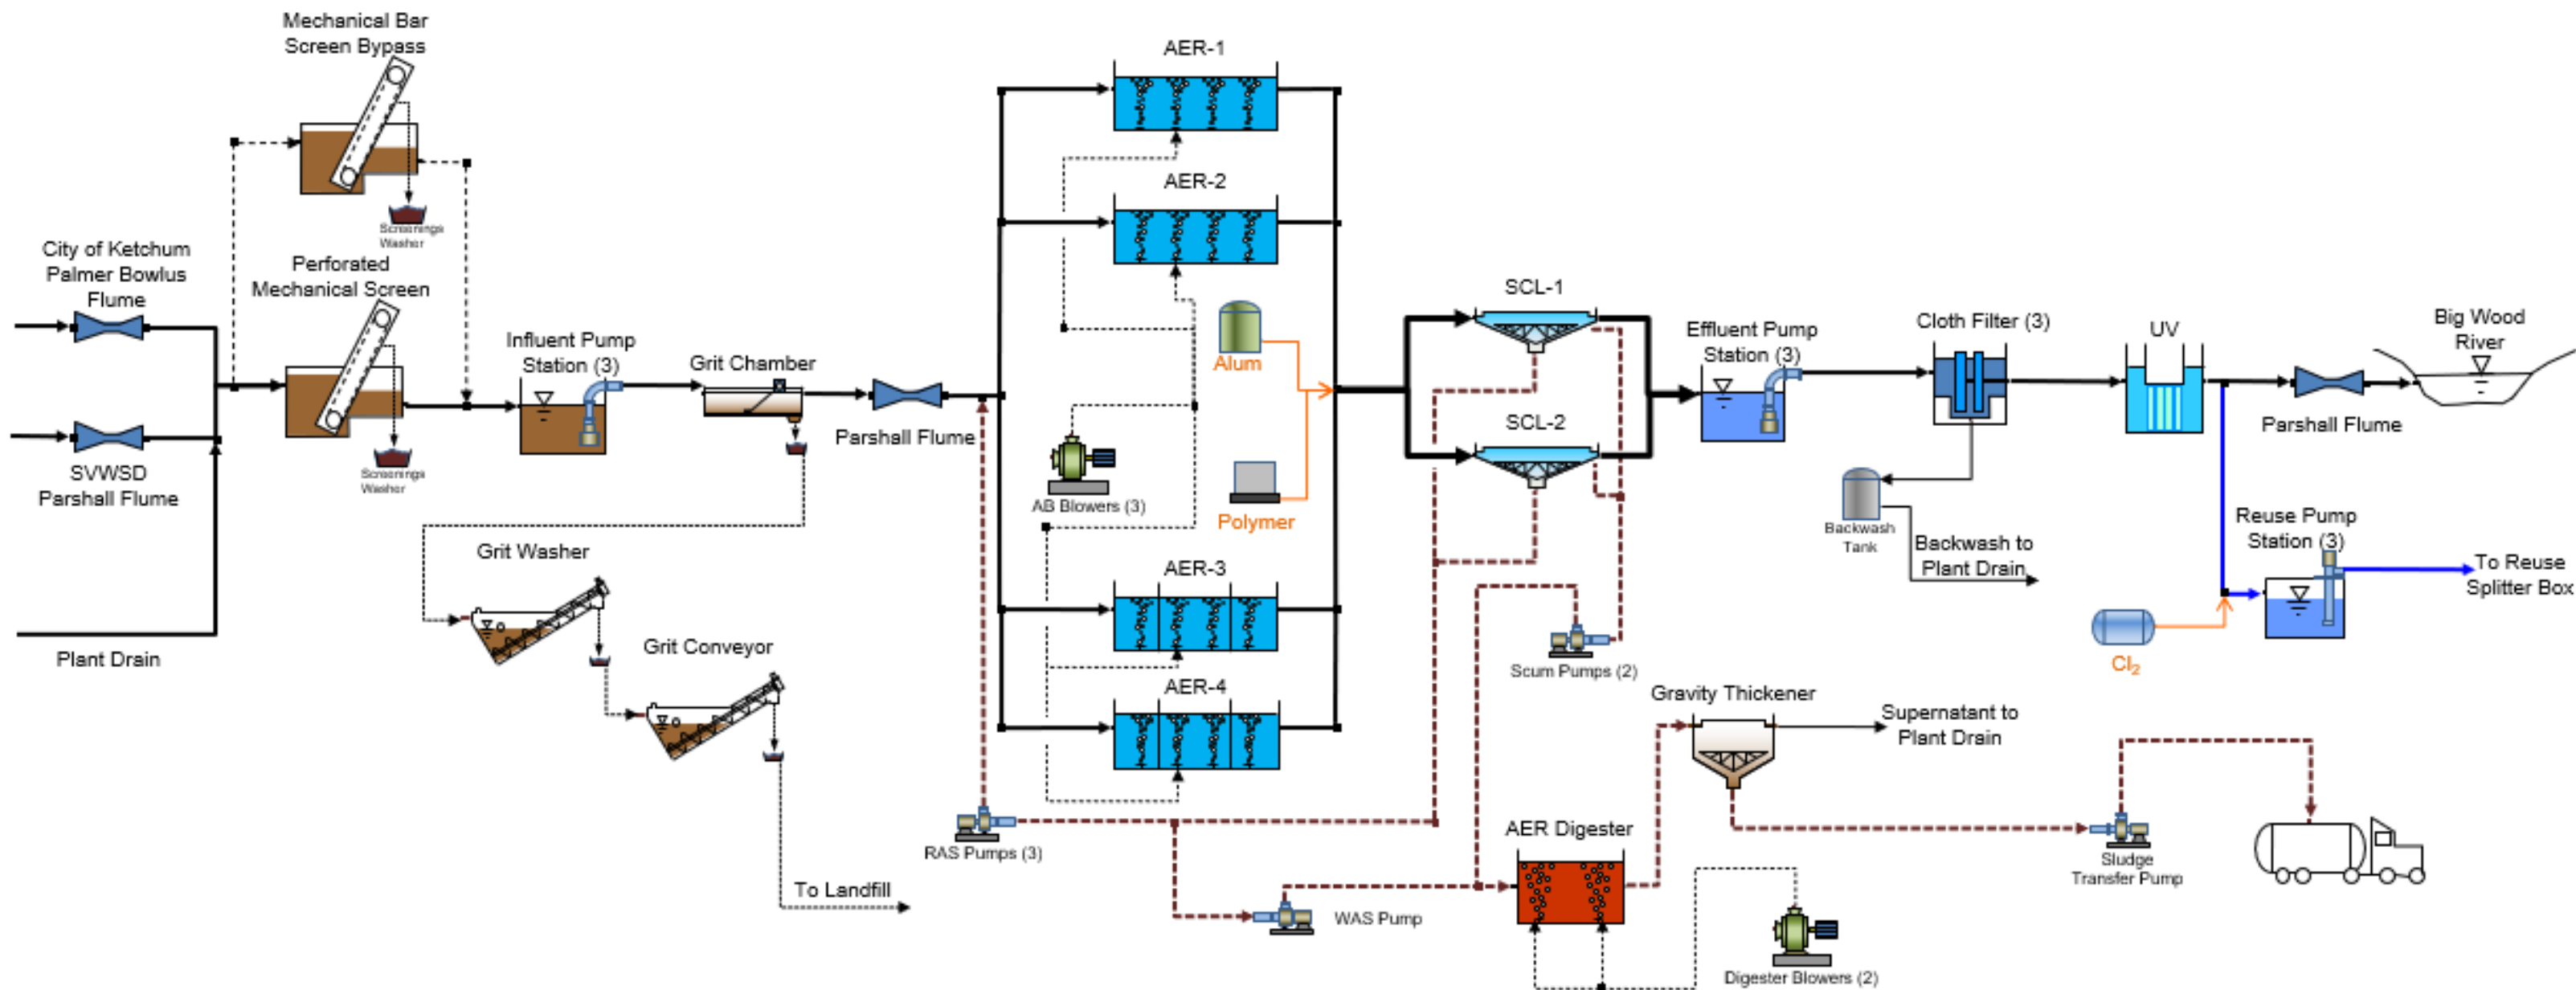 Mechanical Bar
Screen Bypass
Screenings
Washer
City of Ketchum
Palmer Bowlus
Flume
Perforated
Mechanical Screen
Screenings
Washer
SVWSD
Parshall Flume
Plant Drain
Influent Pump
Station (3)
Grit Chamber
Parshall Flume
Grit Washer
Grit Conveyor
To Landfill
AER-1
AER-2
AB Blowers (3)
Alum
Polymer
AER-3
AER-4
RAS Pumps (3)
WAS Pump
SCL-1
SCL-2
Scum Pumps (2)
AER Digester
Digester Blowers (2)
Gravity Thickener
Supernatant to
Plant Drain
Sludge
Transfer Pump
Effluent Pump
Station (3)
Cloth Filter (3)
Backwash
Tank
Backwash to
Plant Drain
UV
Parshall Flume
Big Wood
River
Reuse Pump
Station (3)
To Reuse
Splitter Box
Cl₂